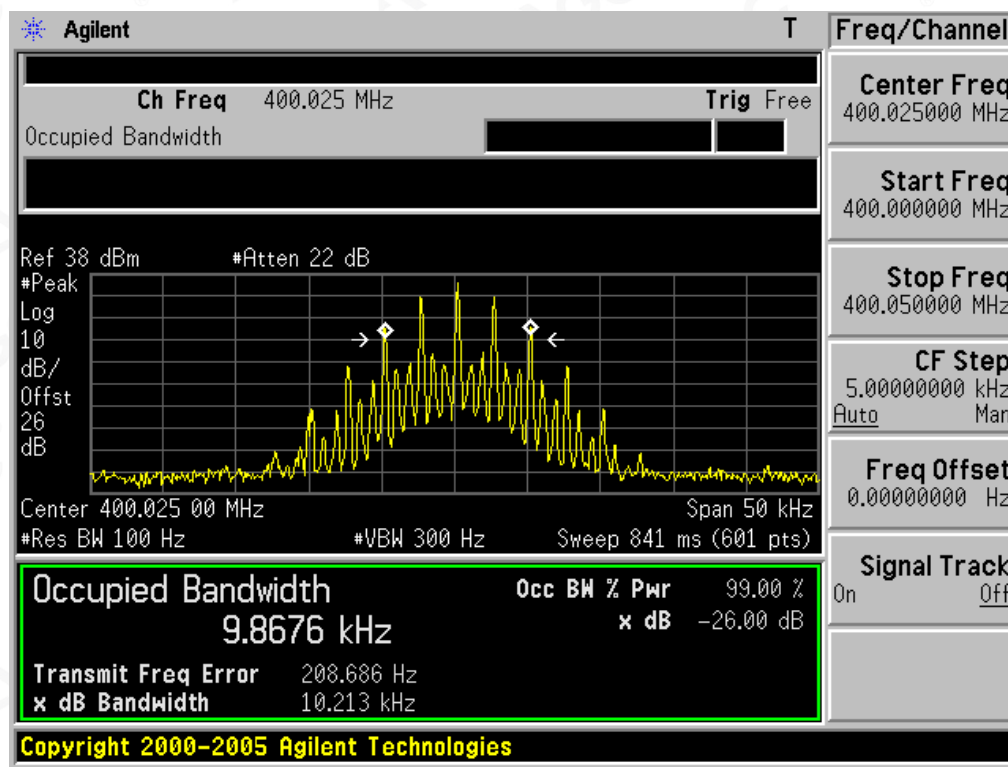 Agilent T
Freq/Channel
Ch Freq 400.025 MHz Trig Free
Occupied Bandwidth
Center Freq
400.025000 MHz
Start Freq
400.000000 MHz
Stop Freq
400.050000 MHz
CF Step
5.00000000 kHz
Auto Man
Freq Offset
0.00000000 Hz
Signal Track
On Off
Ref 38 dBm #Atten 22 dB
#Peak
Log
10
dB/
Offst
26
dB
Center 400.025 00 MHz Span 50 kHz
#Res BW 100 Hz #VBW 300 Hz Sweep 841 ms (601 pts)
Occupied Bandwidth Occ BW % Pwr 99.00 %
9.8676 kHz x dB -26.00 dB
Transmit Freq Error 208.686 Hz
x dB Bandwidth 10.213 kHz
Copyright 2000-2005 Agilent Technologies